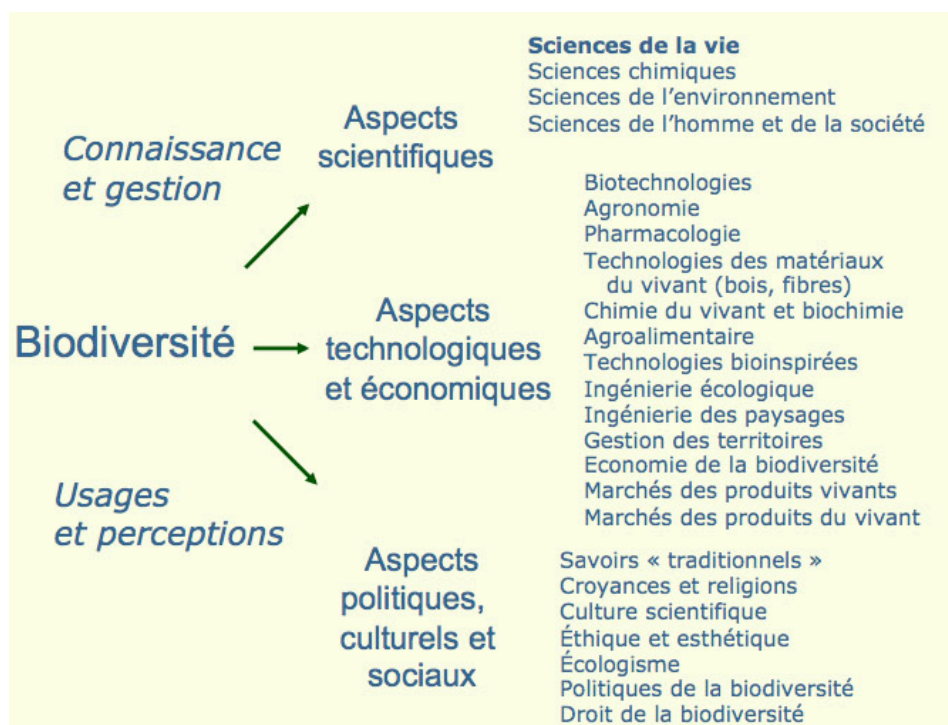 Connaissance
et gestion
Biodiversité
Usages
et perceptions
Aspects
scientifiques
Sciences de la vie
Sciences chimiques
Sciences de l'environnement
Sciences de l'homme et de la société
Aspects
technologiques
et économiques
Biotechnologies
Agronomie
Pharmacologie
Technologies des matériaux
du vivant (bois, fibres)
Chimie du vivant et biochimie
Agroalimentaire
Technologies bioinspirées
Ingénierie écologique
Ingénierie des paysages
Gestion des territoires
Economie de la biodiversité
Marchés des produits vivants
Marchés des produits du vivant
Aspects
politiques,
culturels et
sociaux
Savoirs « traditionnels »
Croyances et religions
Culture scientifique
Éthique et esthétique
Écologisme
Politiques de la biodiversité
Droit de la biodiversité